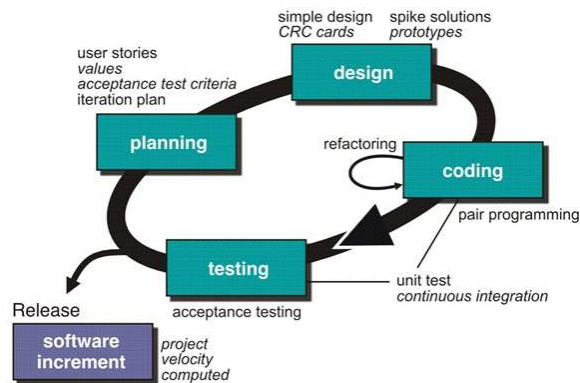 simple design
CRC cards
spike solutions
prototypes
design
user stories
values
acceptance test criteria
iteration plan
planning
refactoring
coding
pair programming
testing
unit test
continuous integration
acceptance testing
Release
software
increment
project
velocity
computed